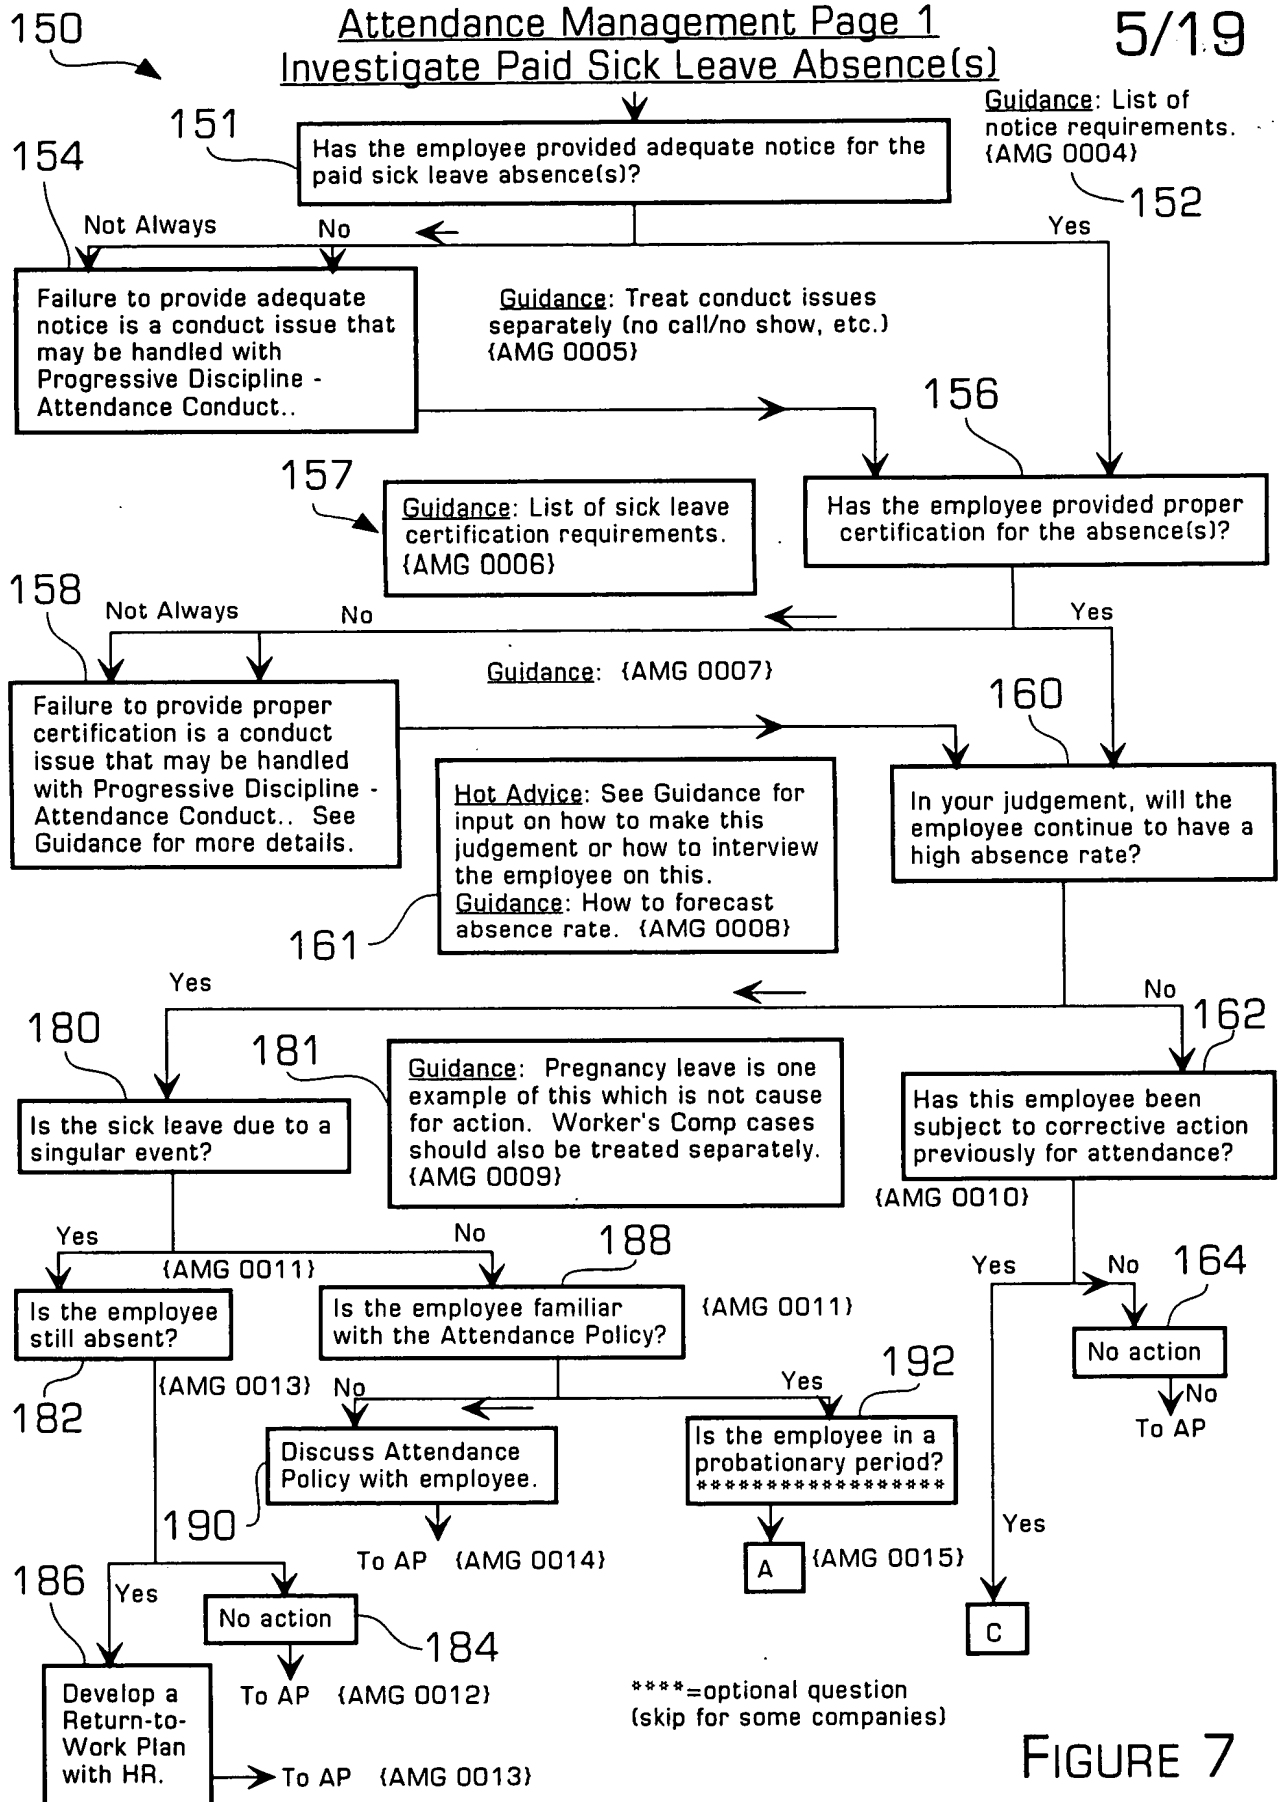 150
Attendance Management Page 1
5/19
Investigate Paid Sick Leave Absence(s)
151
Guidance: List of
notice requirements.
{AMG 0004}
152
154
Has the employee provided adequate notice for the
paid sick leave absence(s)?
Not Always
No
Yes
Failure to provide adequate
notice is a conduct issue that
may be handled with
Progressive Discipline -
Attendance Conduct..
Guidance: Treat conduct issues
separately (no call/no show, etc.)
{AMG 0005}
156
157
Guidance: List of sick leave
certification requirements.
{AMG 0006}
Has the employee provided proper
certification for the absence(s)?
158
Not Always
No
Yes
Guidance: {AMG 0007}
160
Failure to provide proper
certification is a conduct
issue that may be handled
with Progressive Discipline -
Attendance Conduct.. See
Guidance for more details.
Hot Advice: See Guidance for
input on how to make this
judgement or how to interview
the employee on this.
Guidance: How to forecast
absence rate. {AMG 0008}
161
In your judgement, will the
employee continue to have a
high absence rate?
Yes
No
180
181
162
Is the sick leave due to a
singular event?
Guidance: Pregnancy leave is one
example of this which is not cause
for action. Worker's Comp cases
should also be treated separately.
{AMG 0009}
Has this employee been
subject to corrective action
previously for attendance?
{AMG 0010}
Yes
No
{AMG 0011}
188
Yes
No
164
Is the employee
still absent?
182
{AMG 0013}
Is the employee familiar
with the Attendance Policy?
{AMG 0011}
No action
No
To AP
No
Yes
192
Discuss Attendance
Policy with employee.
190
To AP {AMG 0014}
Is the employee in a
probationary period?
*****************
A
{AMG 0015}
Yes
C
186
Yes
No action
184
To AP {AMG 0012}
Develop a
Return-to-
Work Plan
with HR.
To AP {AMG 0013}
****=optional question
(skip for some companies)
FIGURE 7